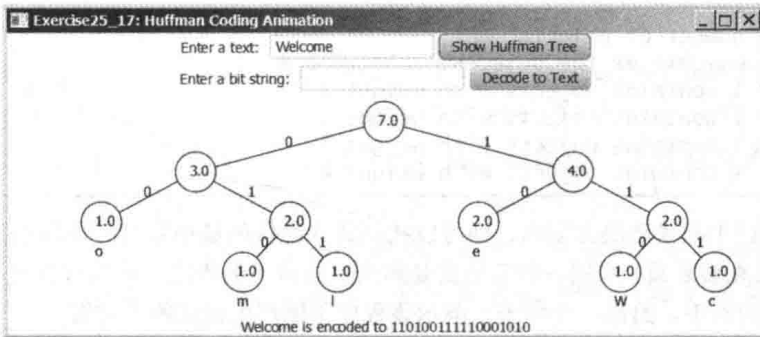 Exercise25_17: Huffman Coding Animation
Enter a text: Welcome Show Huffman Tree
Enter a bit string: Decode to Text
7.0
0 1
3.0 4.0
0 1 0 1
1.0 2.0 2.0 2.0
o 0 1 e 0 1
1.0 1.0 1.0 1.0
m l W c
Welcome is encoded to 110100111110001010